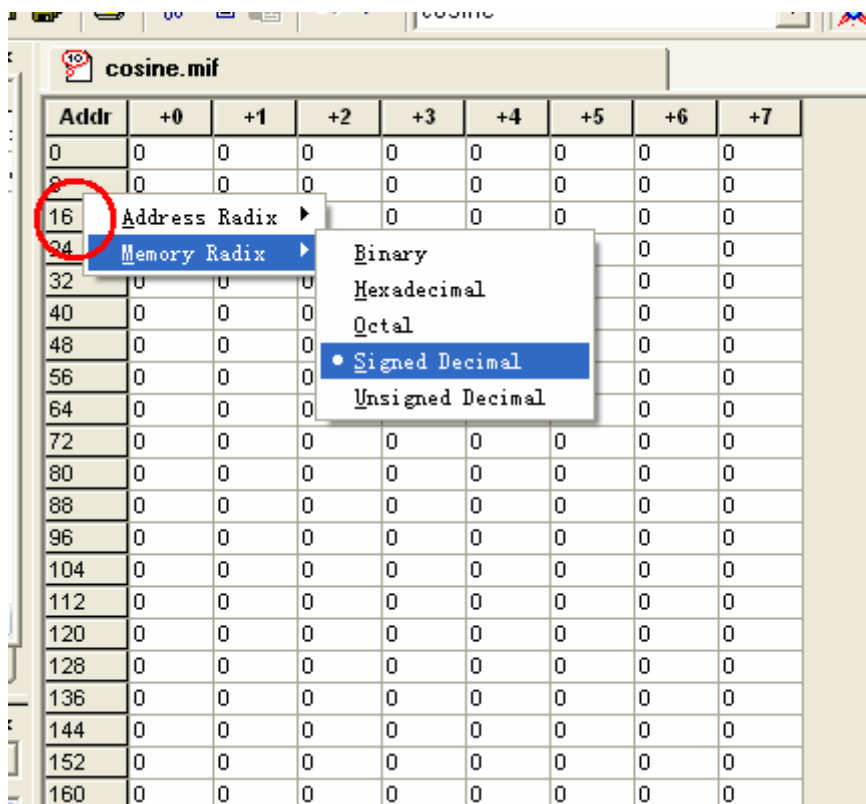 cosine.mif
Addr +0 +1 +2 +3 +4 +5 +6 +7
0 0 0 0 0 0 0 0 0
0 0 0 0 0 0 0 0
16 0 0 0 0 0
Address Radix
24 0 0
Memory Radix
Binary
Hexadecimal
Octal
Signed Decimal
Unsigned Decimal
32 0 0 0 0 0
40 0 0 0 0 0
48 0 0 0 0 0
56 0 0 0 0 0
64 0 0 0 0 0
72 0 0 0 0 0 0 0 0
80 0 0 0 0 0 0 0 0
88 0 0 0 0 0 0 0 0
96 0 0 0 0 0 0 0 0
104 0 0 0 0 0 0 0 0
112 0 0 0 0 0 0 0 0
120 0 0 0 0 0 0 0 0
128 0 0 0 0 0 0 0 0
136 0 0 0 0 0 0 0 0
144 0 0 0 0 0 0 0 0
152 0 0 0 0 0 0 0 0
160 0 0 0 0 0 0 0 0